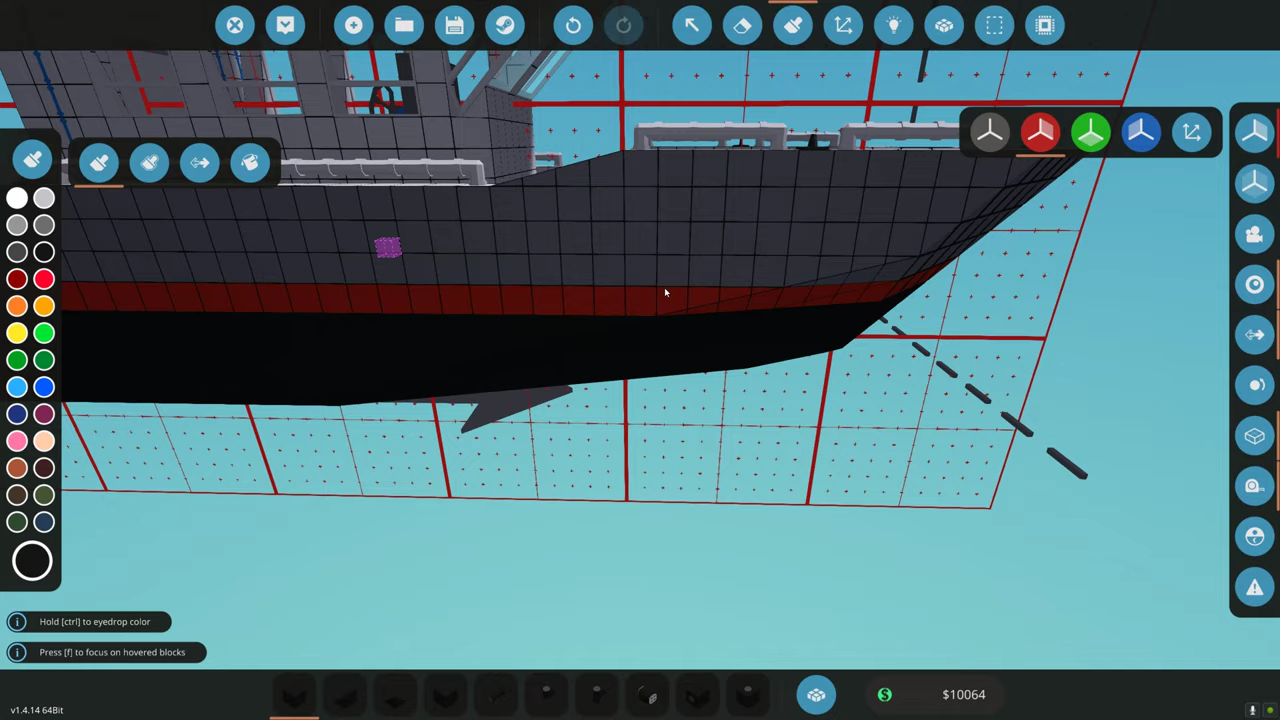 Hold [ctrl] to eyedrop color
Press [f] to focus on hovered blocks
$10064
v1.4.14 64Bit